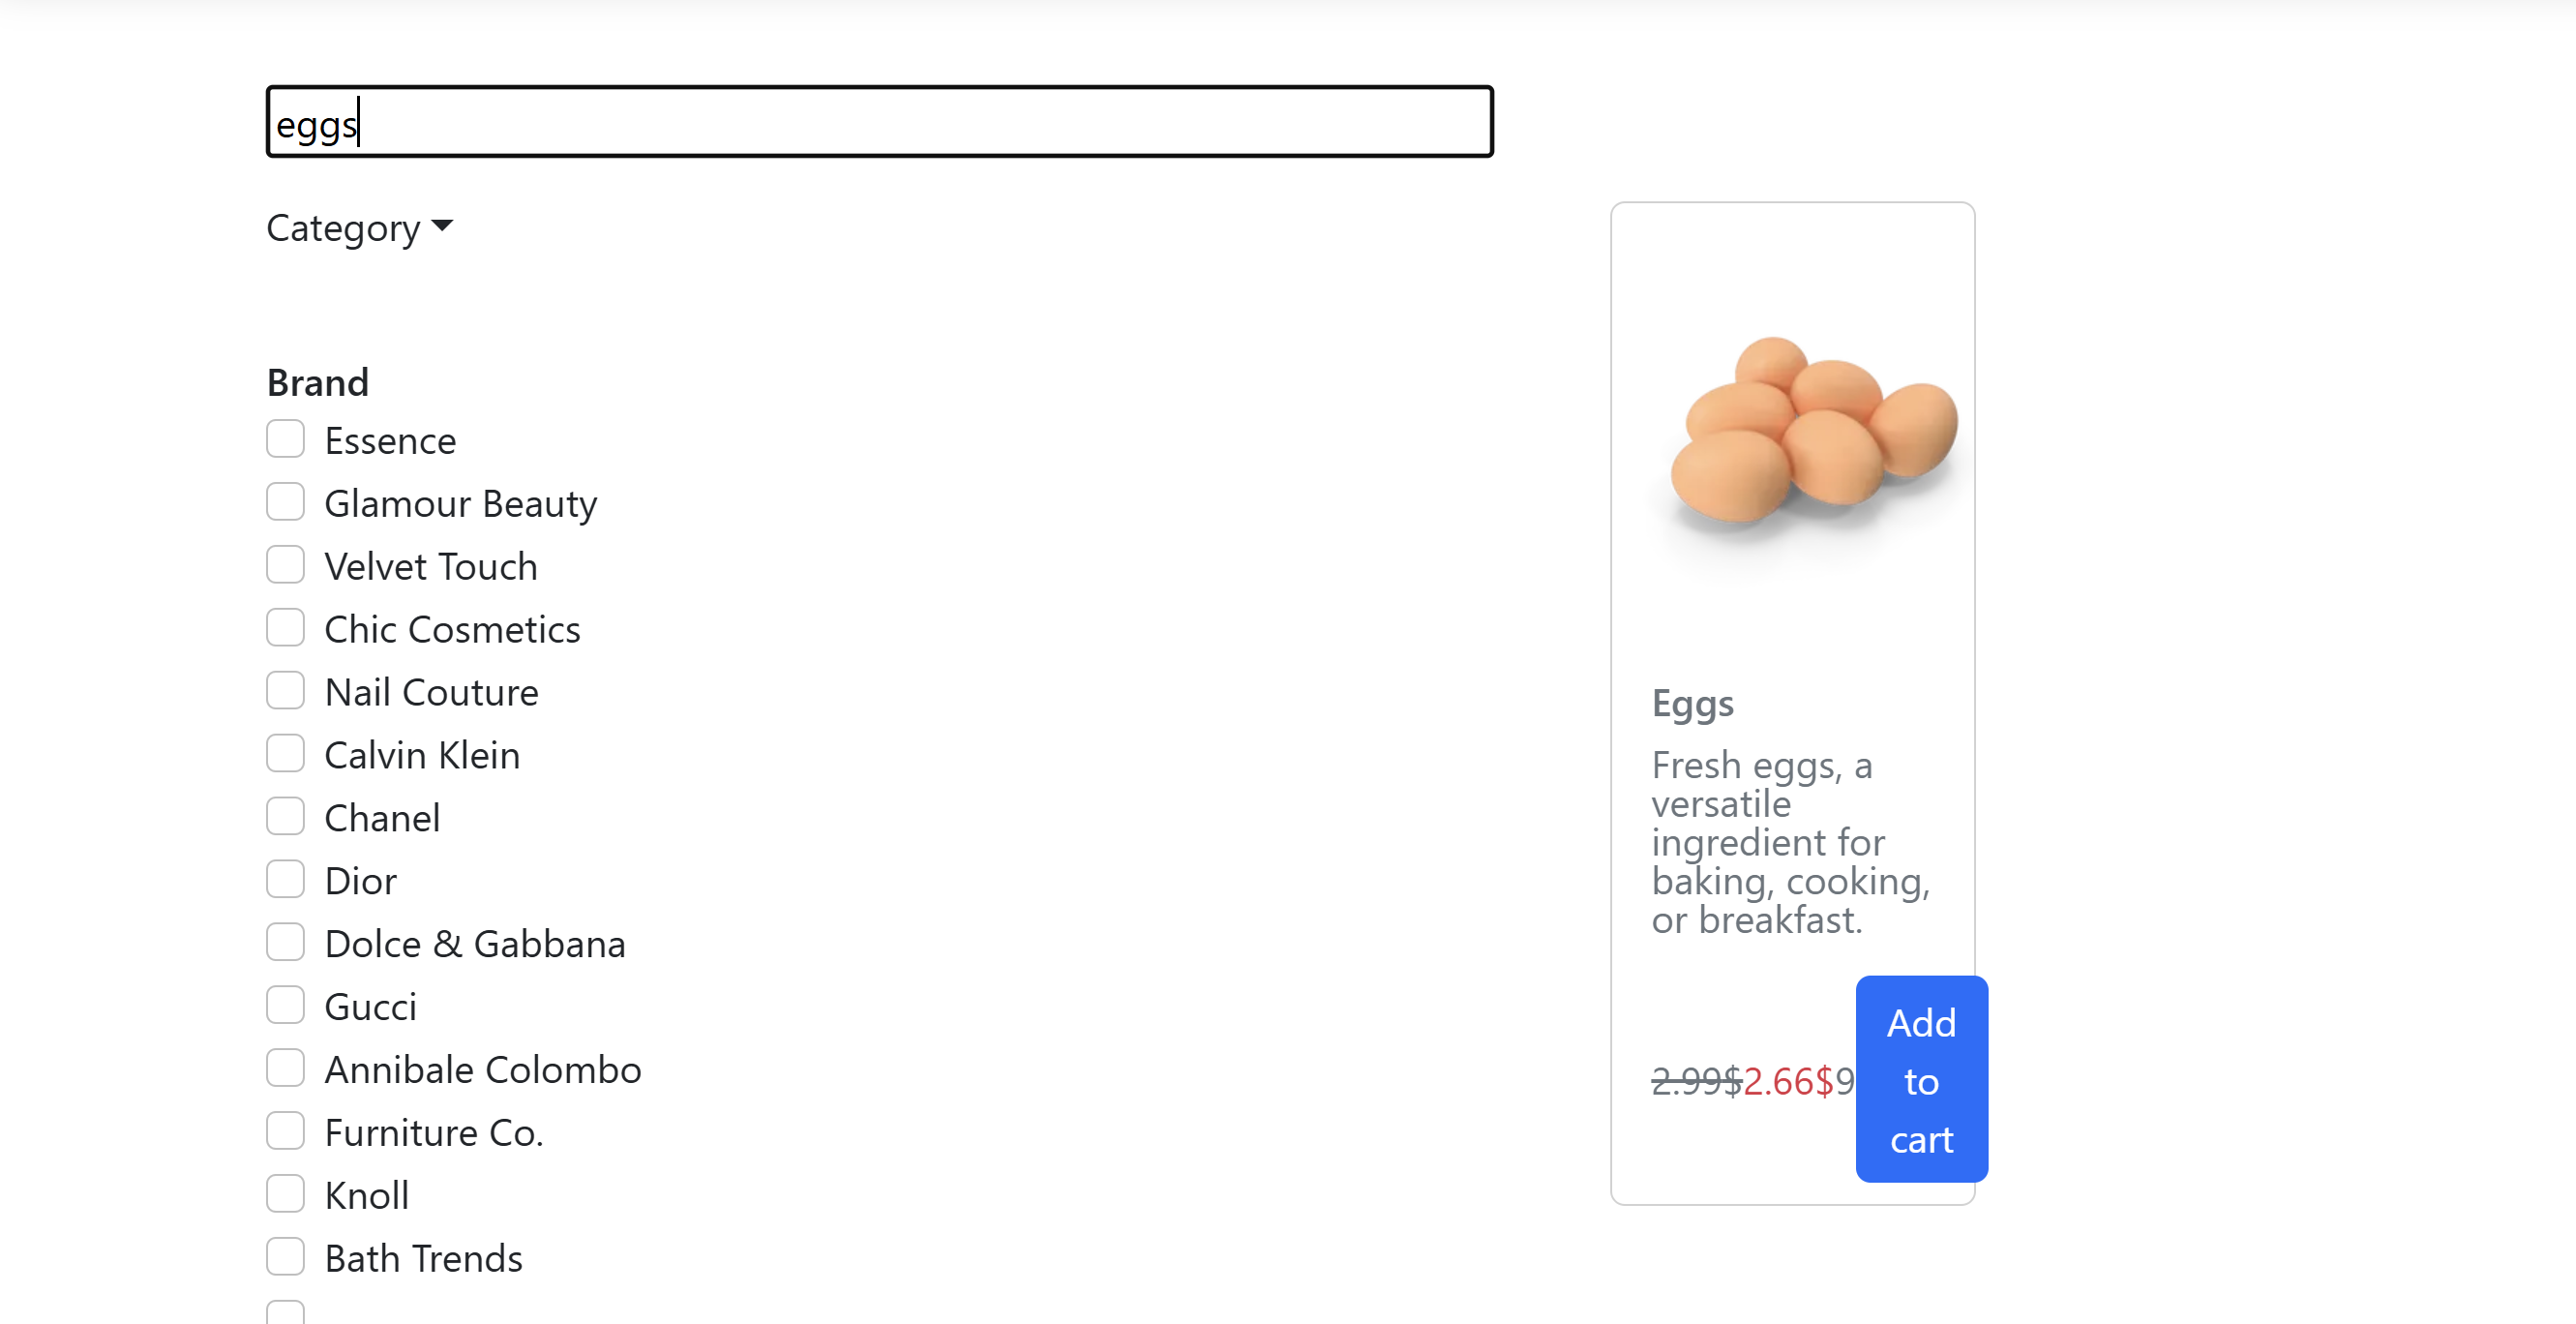 eggs
Category
Brand
Essence
Glamour Beauty
Velvet Touch
Chic Cosmetics
Nail Couture
Calvin Klein
Chanel
Dior
Dolce & Gabbana
Gucci
Annibale Colombo
Furniture Co.
Knoll
Bath Trends
Eggs
Fresh eggs, a
versatile
ingredient for
baking, cooking,
or breakfast.
2.99$2.66$9
Add
to
cart